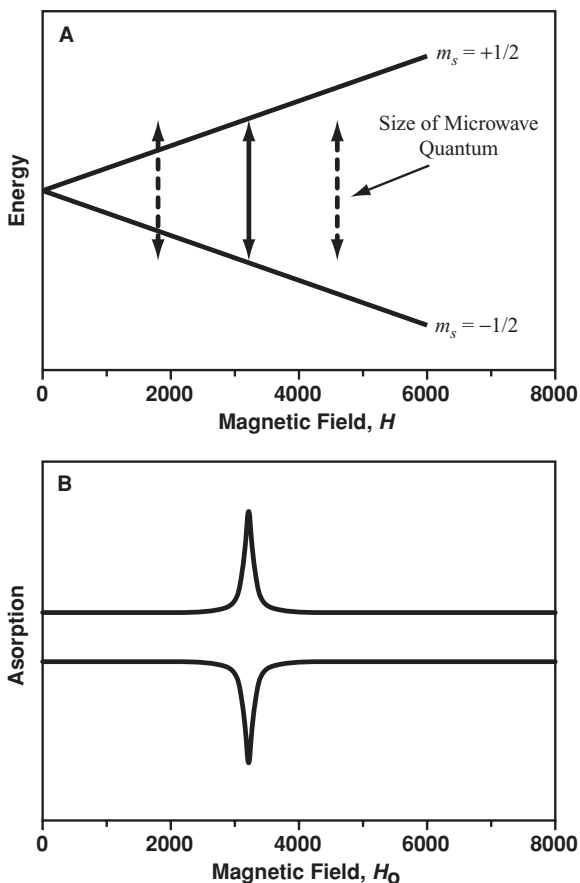 A
m_s = +1/2
Size of Microwave
Quantum
Energy
m_s = –1/2
0 2000 4000 6000 8000
Magnetic Field, H
B
Asorption
0 2000 4000 6000 8000
Magnetic Field, H_o